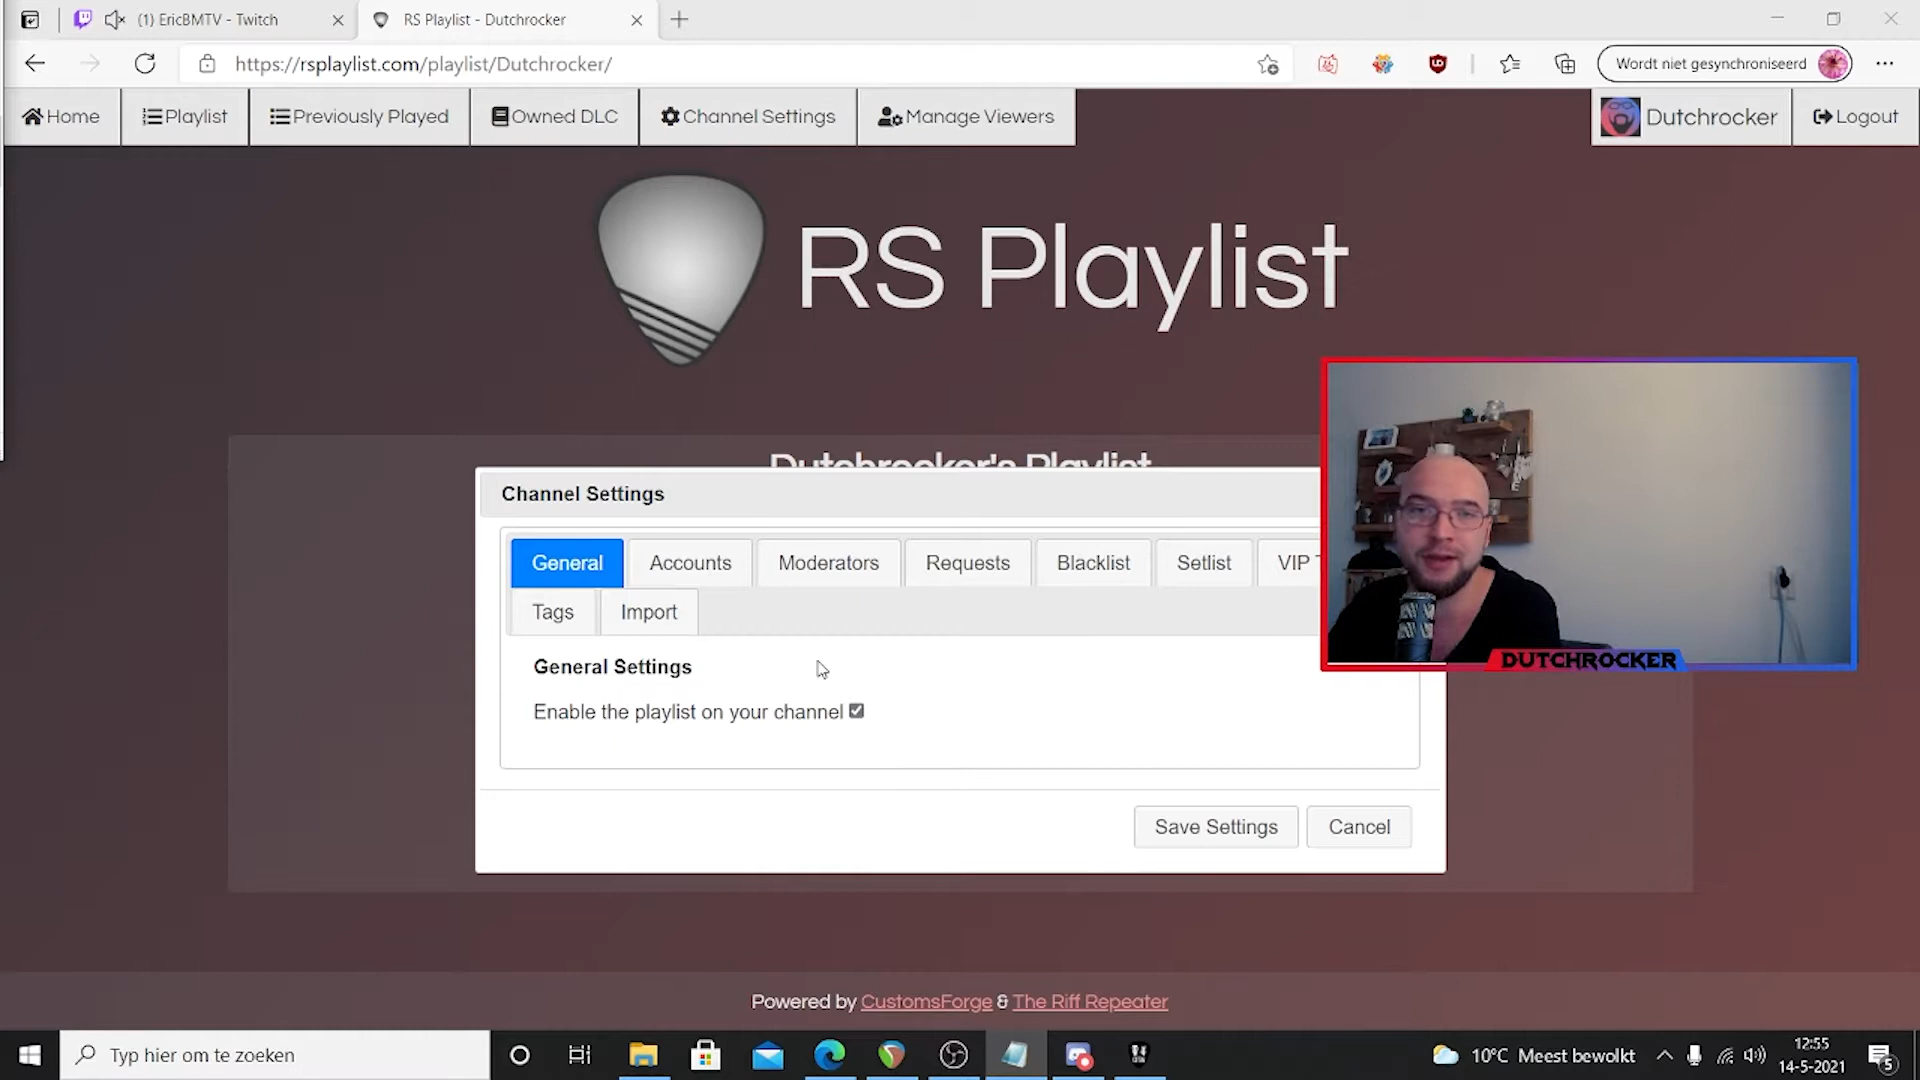 (1) EricBMTV - Twitch
RS Playlist - Dutchrocker
https://rsplaylist.com/playlist/Dutchrocker/
Wordt niet gesynchroniseerd
Home
Playlist
Previously Played
Owned DLC
Channel Settings
Manage Viewers
Dutchrocker
Logout
RS Playlist
Dutchrocker's Playlist
Channel Settings
General
Accounts
Moderators
Requests
Blacklist
Setlist
VIP
Tags
Import
General Settings
Enable the playlist on your channel
DUTCHROCKER
Save Settings
Cancel
Powered by CustomsForge & The Riff Repeater
Typ hier om te zoeken
10°C Meest bewolkt
12:55
14-5-2021
5